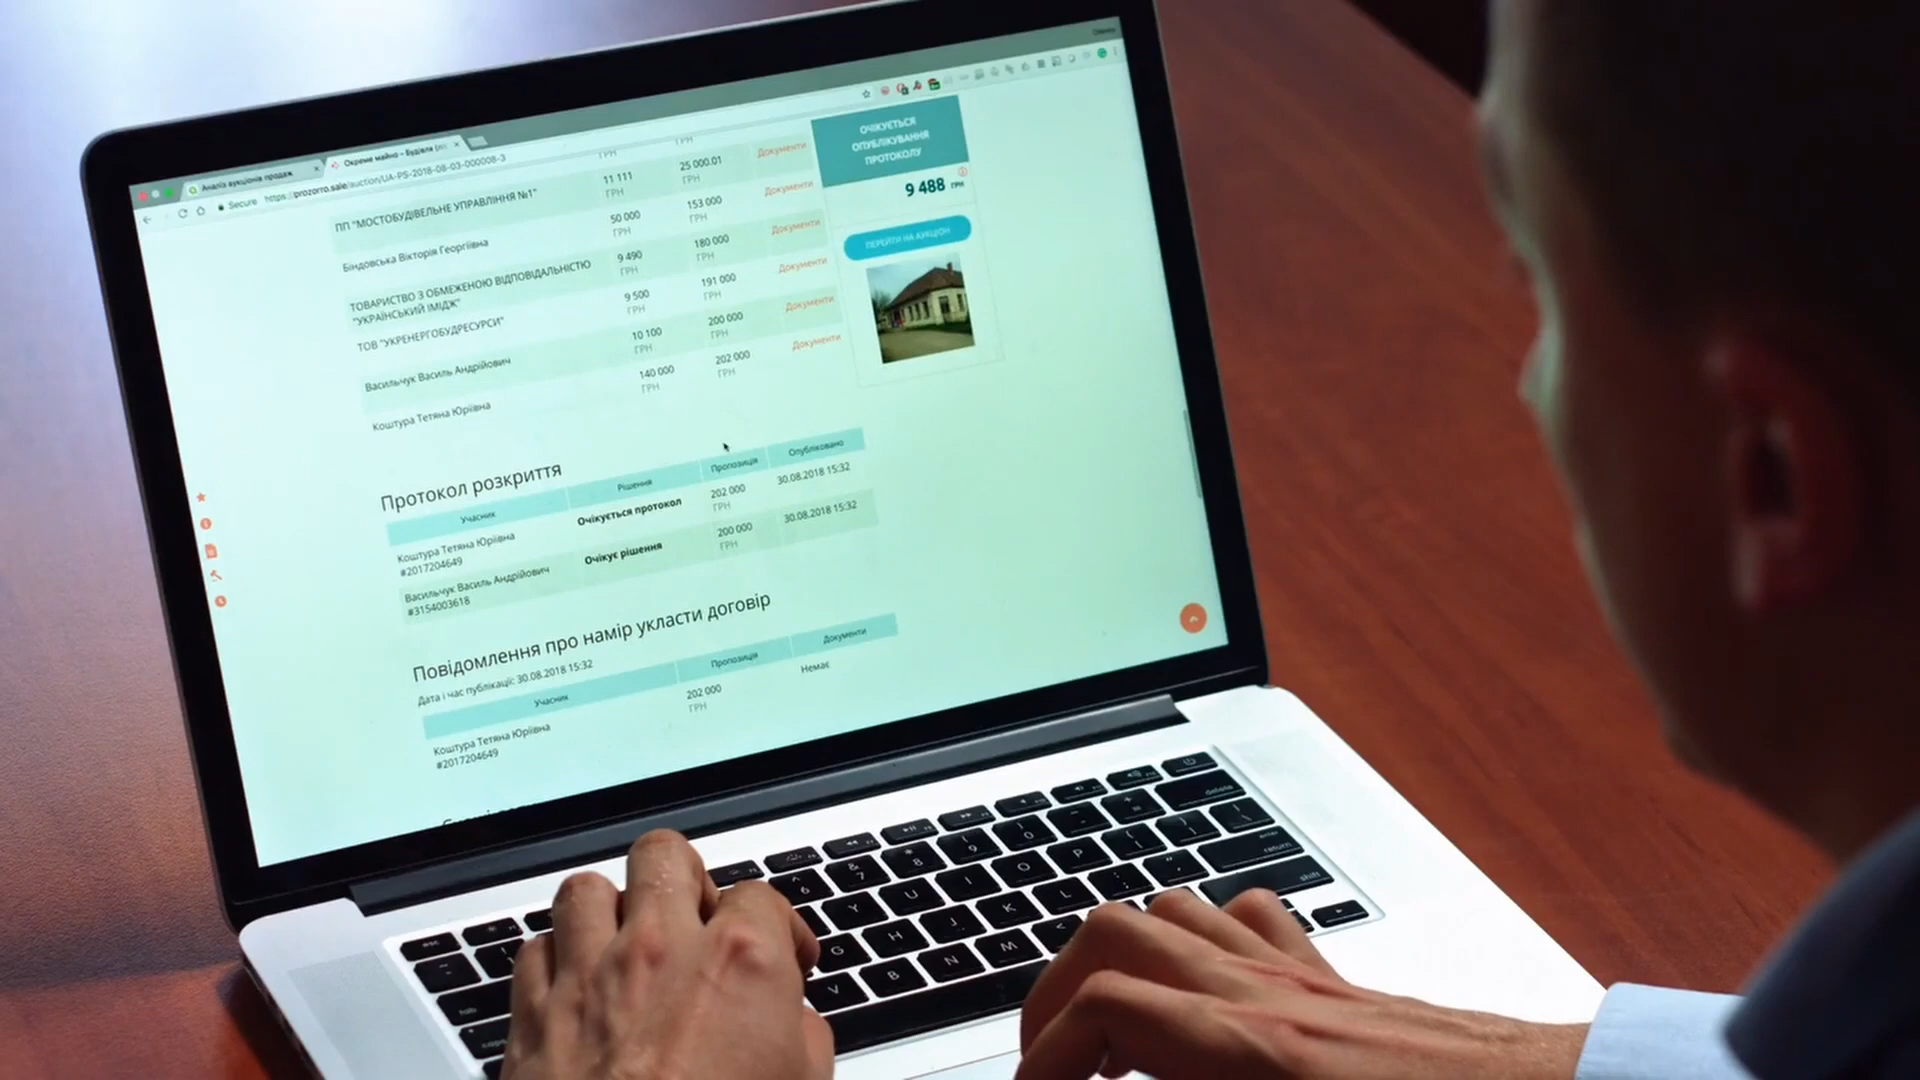 Аналіз аукціонів продаж
Окреме майно – Будівля
Secure https://prozorro.sale/auction/UA-PS-2018-08-03-000008-3
ГРН ГРН
ПП "МОСТОБУДІВЕЛЬНЕ УПРАВЛІННЯ №1" 11 111 ГРН 25 000.01 ГРН Документи
Біндовська Вікторія Георгіївна 50 000 ГРН 153 000 ГРН Документи
ТОВАРИСТВО З ОБМЕЖЕНОЮ ВІДПОВІДАЛЬНІСТЮ
"УКРАЇНСЬКИЙ ІМІДЖ" 9 490 ГРН 180 000 ГРН Документи
ТОВ "УКРЕНЕРГОБУДРЕСУРСИ" 9 500 ГРН 191 000 ГРН Документи
Васильчук Василь Андрійович 10 100 ГРН 200 000 ГРН Документи
Коштура Тетяна Юріївна 140 000 ГРН 202 000 ГРН Документи
ОЧІКУЄТЬСЯ
ОПУБЛІКУВАННЯ
ПРОТОКОЛУ
9 488 ГРН
ПЕРЕЙТИ НА АУКЦІОН
Протокол розкриття
Учасник Рішення Пропозиція Опубліковано
Коштура Тетяна Юріївна Очікується протокол 202 000 30.08.2018 15:32
#2017204649 ГРН
Васильчук Василь Андрійович Очікує рішення 200 000 30.08.2018 15:32
#3154003618 ГРН
Повідомлення про намір укласти договір
Дата і час публікації: 30.08.2018 15:32
Учасник Пропозиція Документи
Коштура Тетяна Юріївна 202 000 Немає
#2017204649 ГРН
esc
delete
return
shift
Y U I O P
G H J K L
V B N M
caps